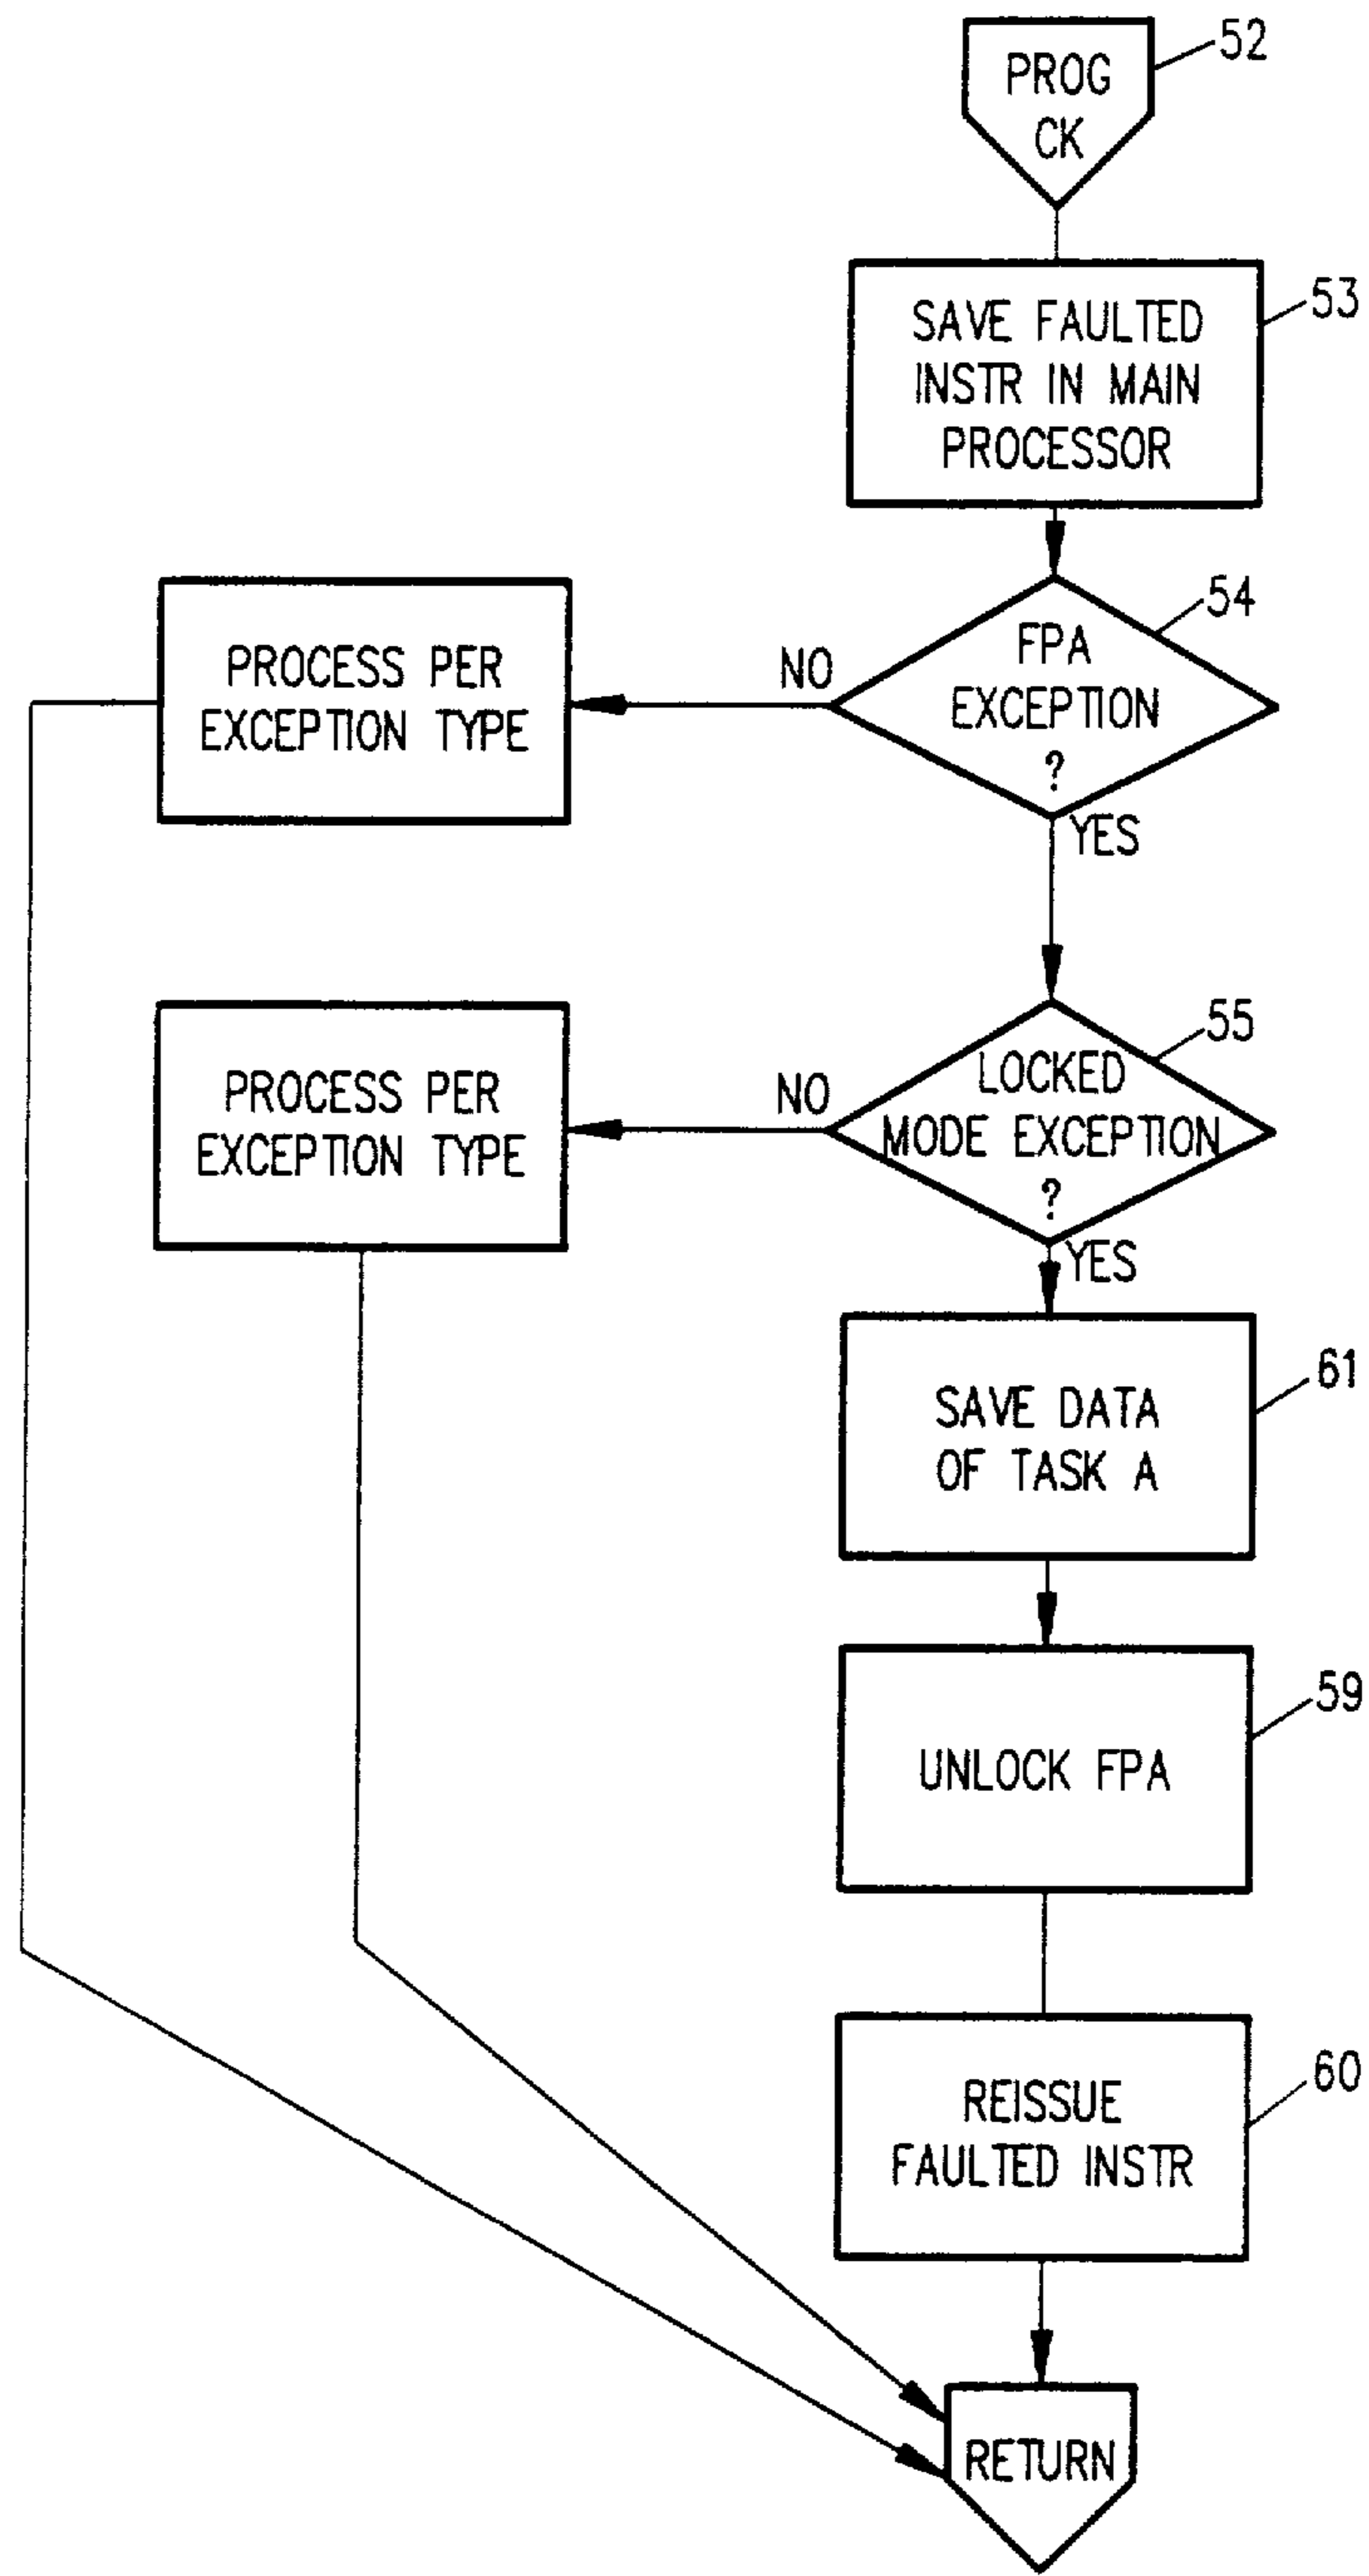 PROG
CK
52
SAVE FAULTED
INSTR IN MAIN
PROCESSOR
53
FPA
EXCEPTION
?
54
NO
YES
PROCESS PER
EXCEPTION TYPE
LOCKED
MODE EXCEPTION
?
55
NO
YES
PROCESS PER
EXCEPTION TYPE
SAVE DATA
OF TASK A
61
UNLOCK FPA
59
REISSUE
FAULTED INSTR
60
RETURN